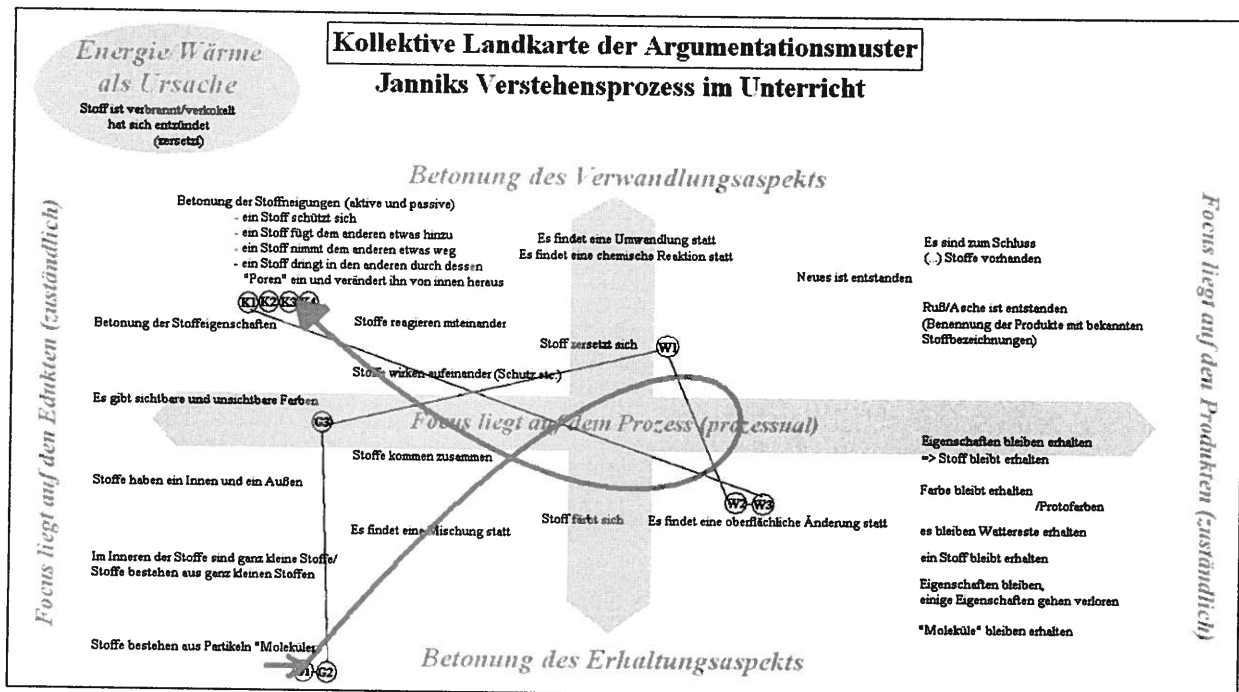 Energie Wärme
als Ursache
Stoff ist verbrannt/verkokelt
hat sich entzündet
(zersetzt)
Kollektive Landkarte der Argumentationsmuster
Janniks Verstehensprozess im Unterricht
Betonung des Verwandlungsaspekts
Focus liegt auf den Edukten (zuständlich)
Focus liegt auf den Produkten (zuständlich)
Betonung der Stoffneigungen (aktive und passive)
- ein Stoff schützt sich
- ein Stoff fügt dem anderen etwas hinzu
- ein Stoff nimmt dem anderen etwas weg
- ein Stoff dringt in den anderen durch dessen
"Poren" ein und verändert ihn von innen heraus
K1 K2 K3 K4
Es findet eine Umwandlung statt
Es findet eine chemische Reaktion statt
Neues ist entstanden
Es sind zum Schluss
(...) Stoffe vorhanden
Ruß/Asche ist entstanden
(Benennung der Produkte mit bekannten
Stoffbezeichnungen)
Betonung der Stoffeigenschaften
Stoffe reagieren miteinander
Stoff zersetzt sich
W1
Stoffe wirken aufeinander (Schutz etc.)
Es gibt sichtbare und unsichtbare Farben
G3
Focus liegt auf dem Prozess (prozessual)
Eigenschaften bleiben erhalten
=> Stoff bleibt erhalten
Stoffe kommen zusammen
Stoffe haben ein Innen und ein Außen
Farbe bleibt erhalten
/Protofarben
W2 W3
Stoff färbt sich
Es findet eine oberflächliche Änderung statt
Es findet eine Mischung statt
es bleiben Wattereste erhalten
Im Inneren der Stoffe sind ganz kleine Stoffe/
Stoffe bestehen aus ganz kleinen Stoffen
ein Stoff bleibt erhalten
Eigenschaften bleiben,
einige Eigenschaften gehen verloren
Stoffe bestehen aus Partikeln "Moleküle"
"Moleküle" bleiben erhalten
G1 G2
Betonung des Erhaltungsaspekts